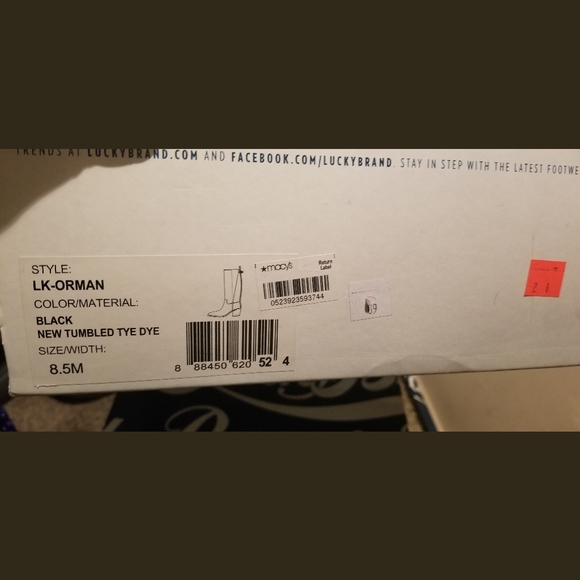 TRENDS AT LUCKYBRAND.COM AND FACEBOOK.COM/LUCKYBRAND. STAY IN STEP WITH THE LATEST FOOTWE
STYLE:
LK-ORMAN
COLOR/MATERIAL:
BLACK
NEW TUMBLED TYE DYE
SIZE/WIDTH:
8.5M
8 88450 620 52 4
★macy's
Return
Label
0523923593744